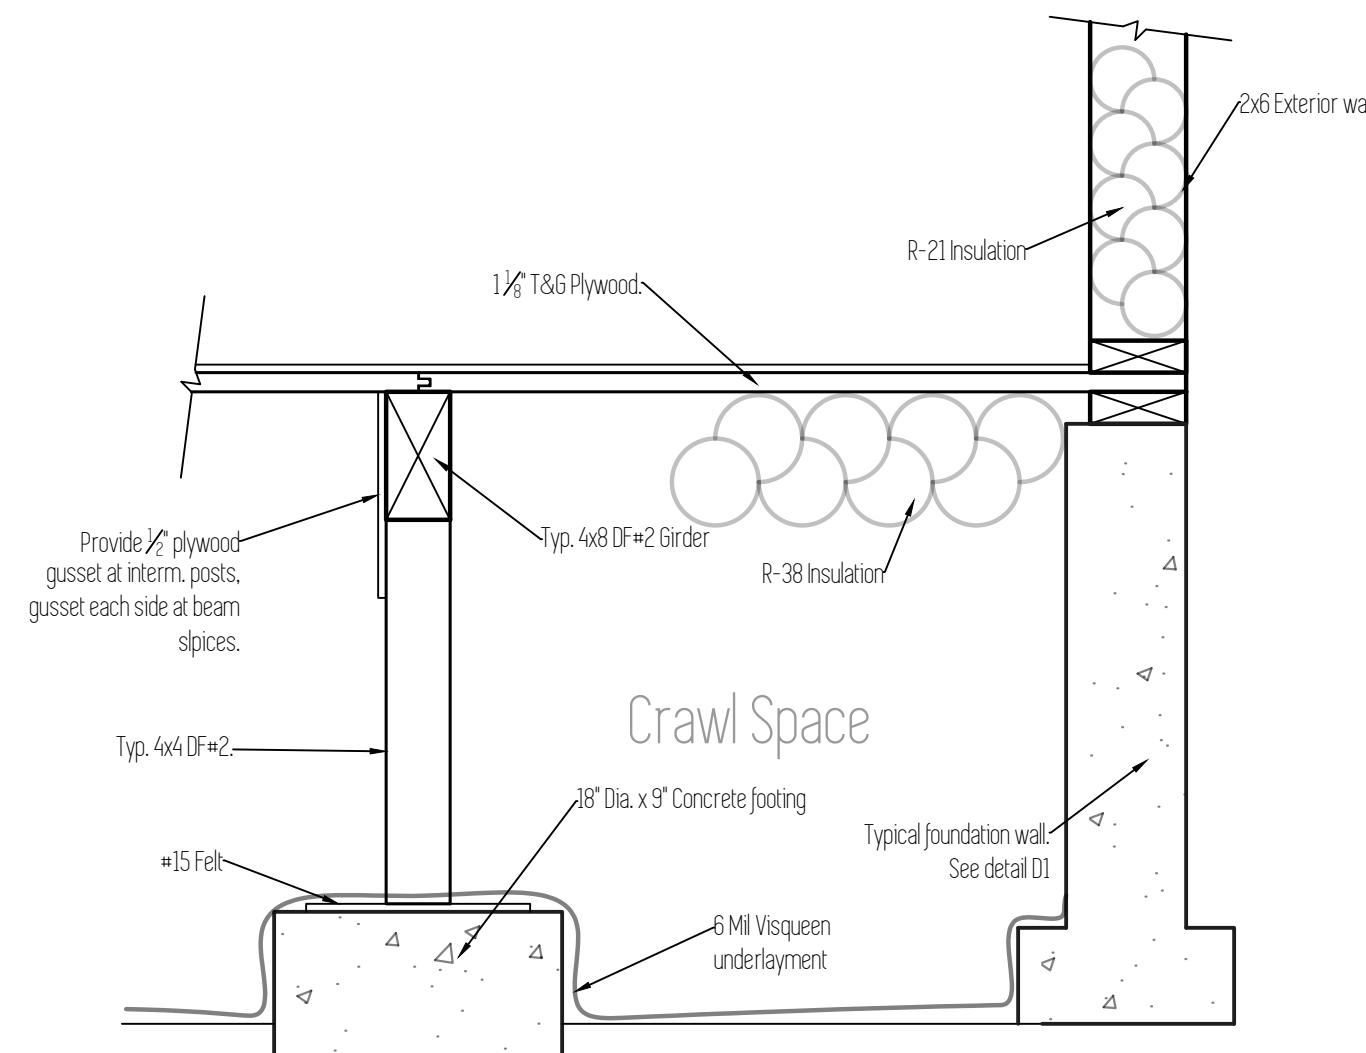 2x6 Exterior wa
R-21 Insulation
1 1/8" T&G Plywood.
Provide 1/2" plywood
gusset at interm. posts,
gusset each side at beam
slpices.
Typ. 4x8 DF#2 Girder
R-38 Insulation
Crawl Space
Typ. 4x4 DF#2.
18" Dia. x 9" Concrete footing
Typical foundation wall.
See detail D1
#15 Felt
6 Mil Visqueen
underlayment